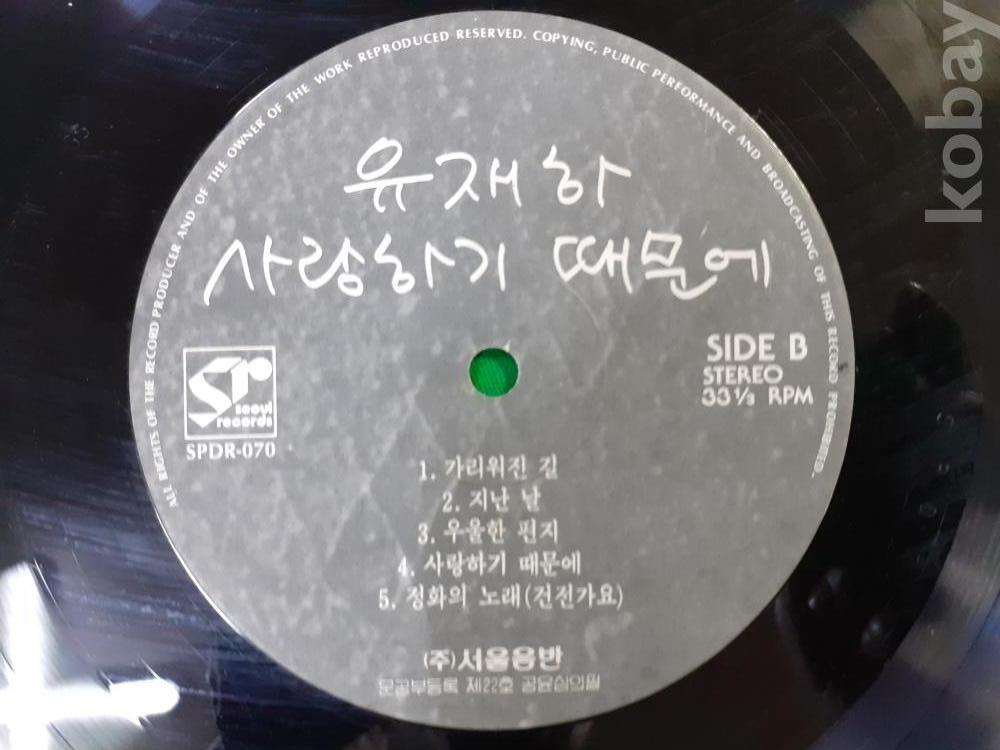 ALL RIGHTS OF THE RECORD PRODUCER AND OF THE OWNER OF THE WORK REPRODUCED RESERVED. COPYING, PUBLIC PERFORMANCE AND BROADCASTING OF THIS RECORD PROHIBITED.
kobay
유재하
사랑하기 때문에
SIDE B
STEREO
33⅓ RPM
sr
seoul
records
SPDR-070
1. 가리워진 길
2. 지난 날
3. 우울한 편지
4. 사랑하기 때문에
5. 정화의 노래(건전가요)
(주)서울음반
문공부등록 제22호 공윤심의필